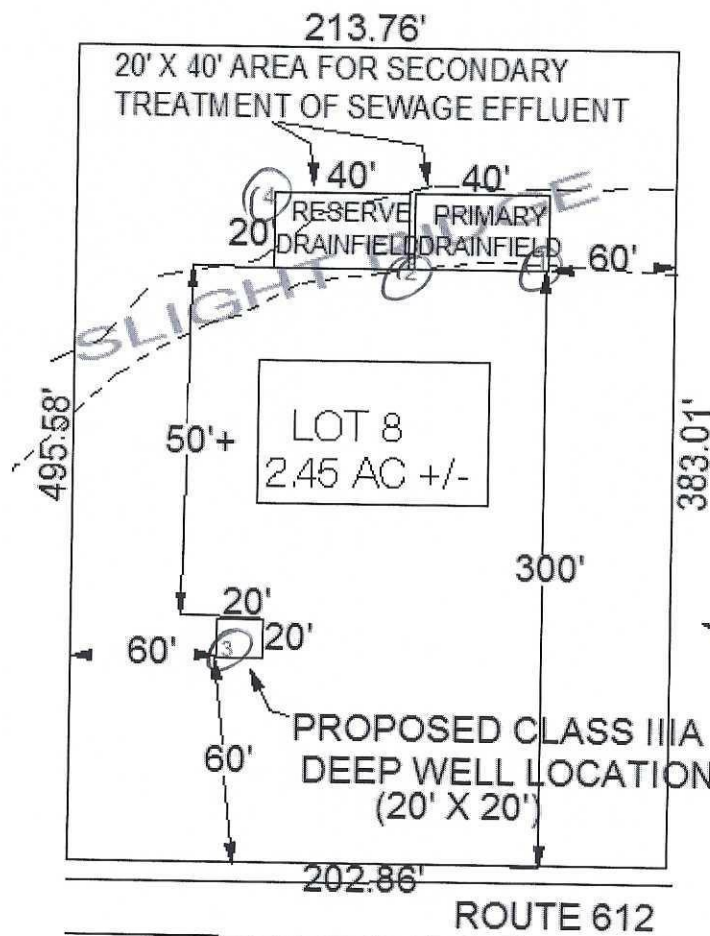 213.76'
20' X 40' AREA FOR SECONDARY
TREATMENT OF SEWAGE EFFLUENT
40'
40'
4
RESERVE
DRAINFIELD
PRIMARY
DRAINFIELD
20'
2
60'
SLIGHT RIDGE
495.58'
383.01'
50'+
LOT 8
2.45 AC +/-
300'
20'
20'
3
60'
60'
PROPOSED CLASS IIIA
DEEP WELL LOCATION
(20' X 20')
202.86'
ROUTE 612